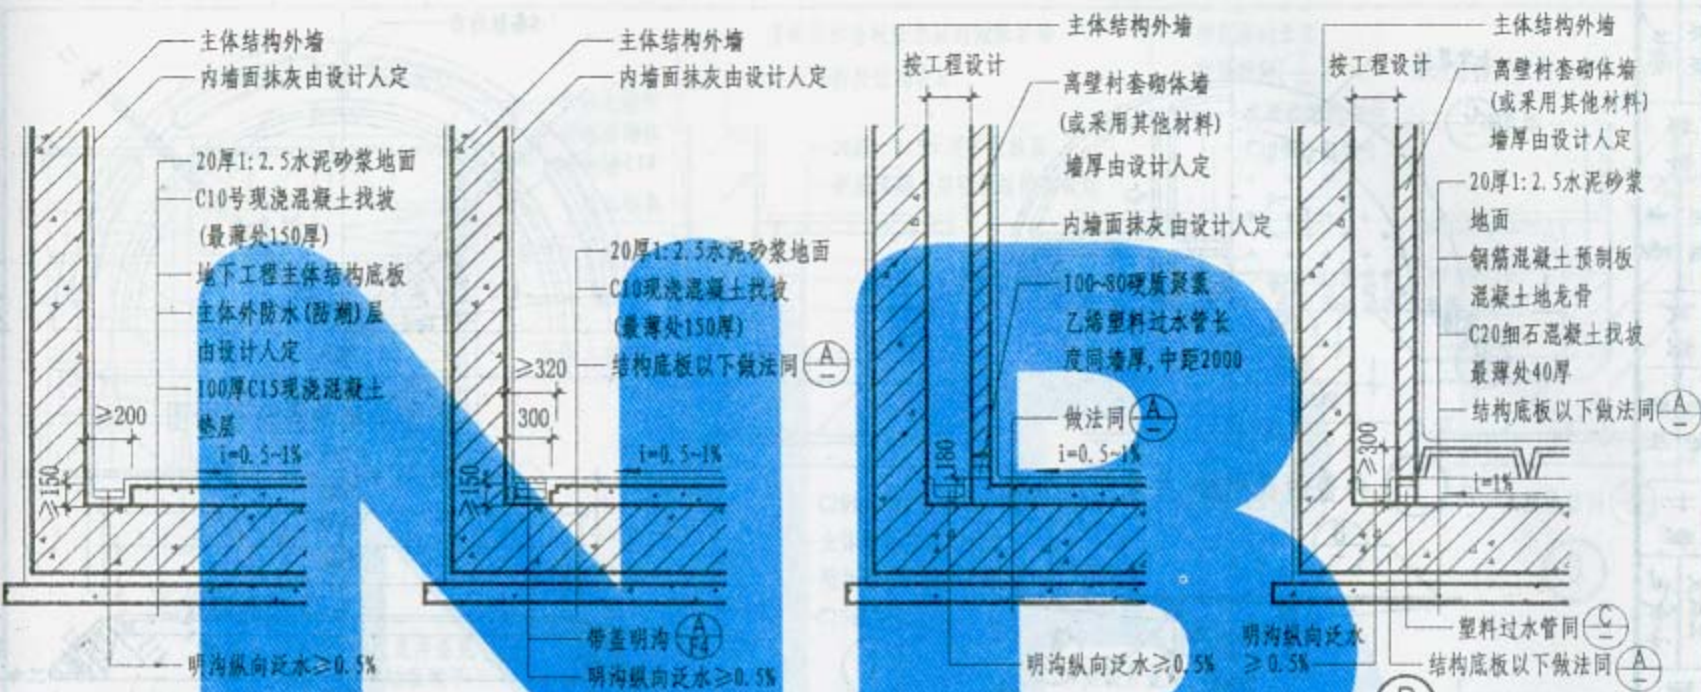 主体结构外墙
内墙面抹灰由设计人定
20厚1:2.5水泥砂浆地面
C10号现浇混凝土找坡
(最薄处150厚)
地下工程主体结构底板
主体外防水(防潮)层
由设计人定
100厚C15现浇混凝土
垫层
≥200
i=0.5~1%
≥150
明沟纵向泛水≥0.5%
主体结构外墙
内墙面抹灰由设计人定
20厚1:2.5水泥砂浆地面
C10现浇混凝土找坡
(最薄处150厚)
结构底板以下做法同 A
≥320
300
i=0.5~1%
≥150
带盖明沟 A F4
明沟纵向泛水≥0.5%
主体结构外墙
按工程设计
离壁衬套砌体墙
(或采用其他材料)
墙厚由设计人定
内墙面抹灰由设计人定
100~80硬质聚氯
乙烯塑料过水管长
度同墙厚,中距2000
做法同 A
i=0.5~1%
180
明沟纵向泛水≥0.5%
主体结构外墙
按工程设计
离壁衬套砌体墙
(或采用其他材料)
墙厚由设计人定
20厚1:2.5水泥砂浆
地面
钢筋混凝土预制板
混凝土地龙骨
C20细石混凝土找坡
最薄处40厚
结构底板以下做法同 A
≥300
i=1%
明沟纵向泛水
≥0.5%
塑料过水管同 C
结构底板以下做法同 A
NB